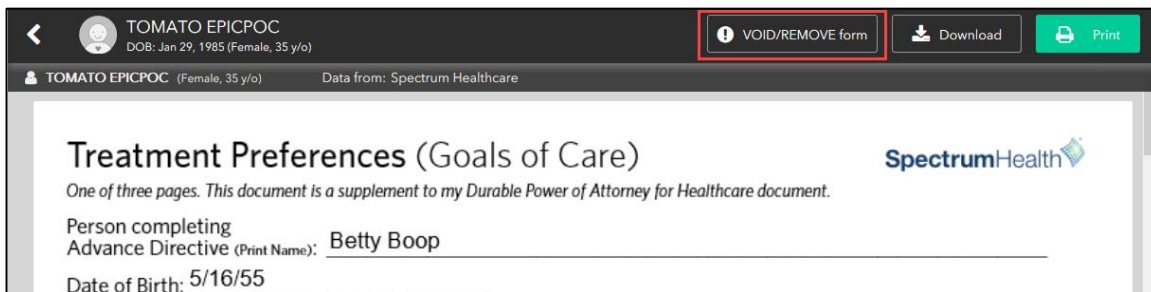 TOMATO EPICPOC
DOB: Jan 29, 1985 (Female, 35 y/o)
VOID/REMOVE form
Download
Print
TOMATO EPICPOC (Female, 35 y/o) Data from: Spectrum Healthcare
Treatment Preferences (Goals of Care)
SpectrumHealth
One of three pages. This document is a supplement to my Durable Power of Attorney for Healthcare document.
Person completing
Advance Directive (Print Name): Betty Boop
Date of Birth: 5/16/55